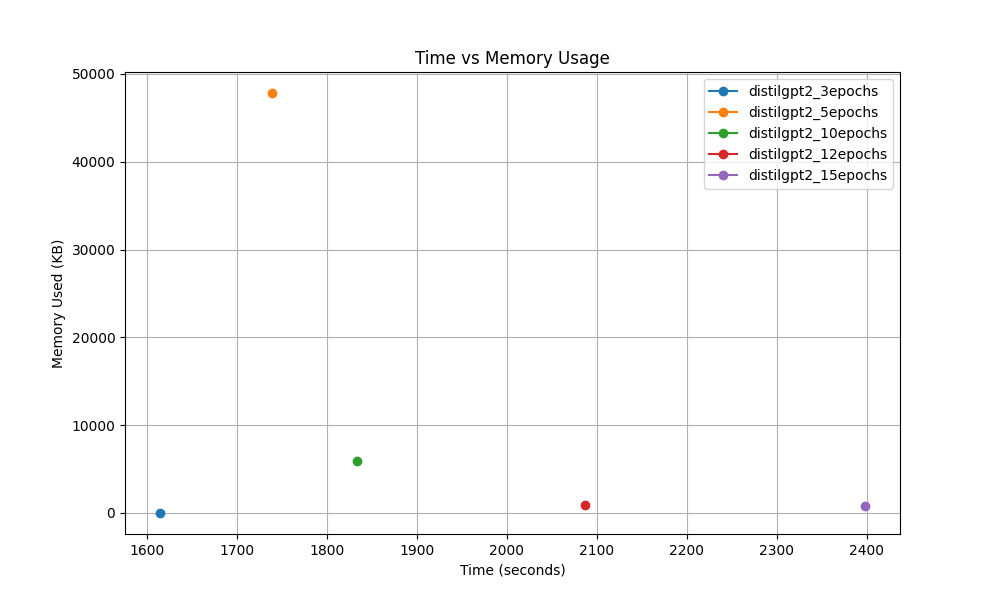 Time vs Memory Usage
50000
40000
30000
20000
10000
0
Memory Used (KB)
distilgpt2_3epochs
distilgpt2_5epochs
distilgpt2_10epochs
distilgpt2_12epochs
distilgpt2_15epochs
1600 1700 1800 1900 2000 2100 2200 2300 2400
Time (seconds)